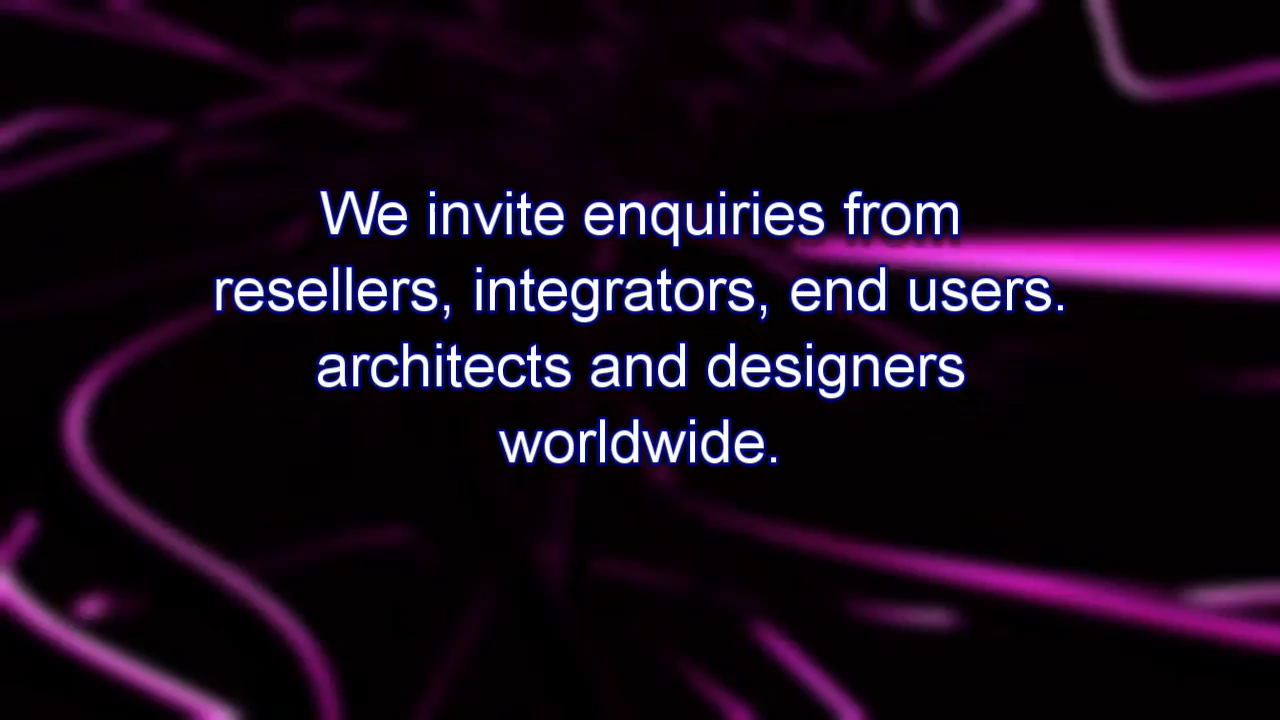 We invite enquiries from
resellers, integrators, end users.
architects and designers
worldwide.